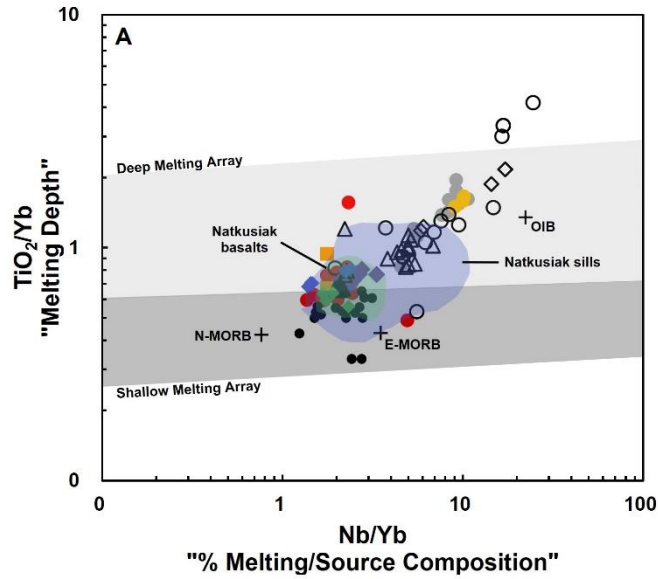 A
10
1
0
TiO2/Yb
"Melting Depth"
Deep Melting Array
Natkusiak
basalts
OIB
Natkusiak sills
N-MORB
E-MORB
Shallow Melting Array
0
1
10
100
Nb/Yb
"% Melting/Source Composition"